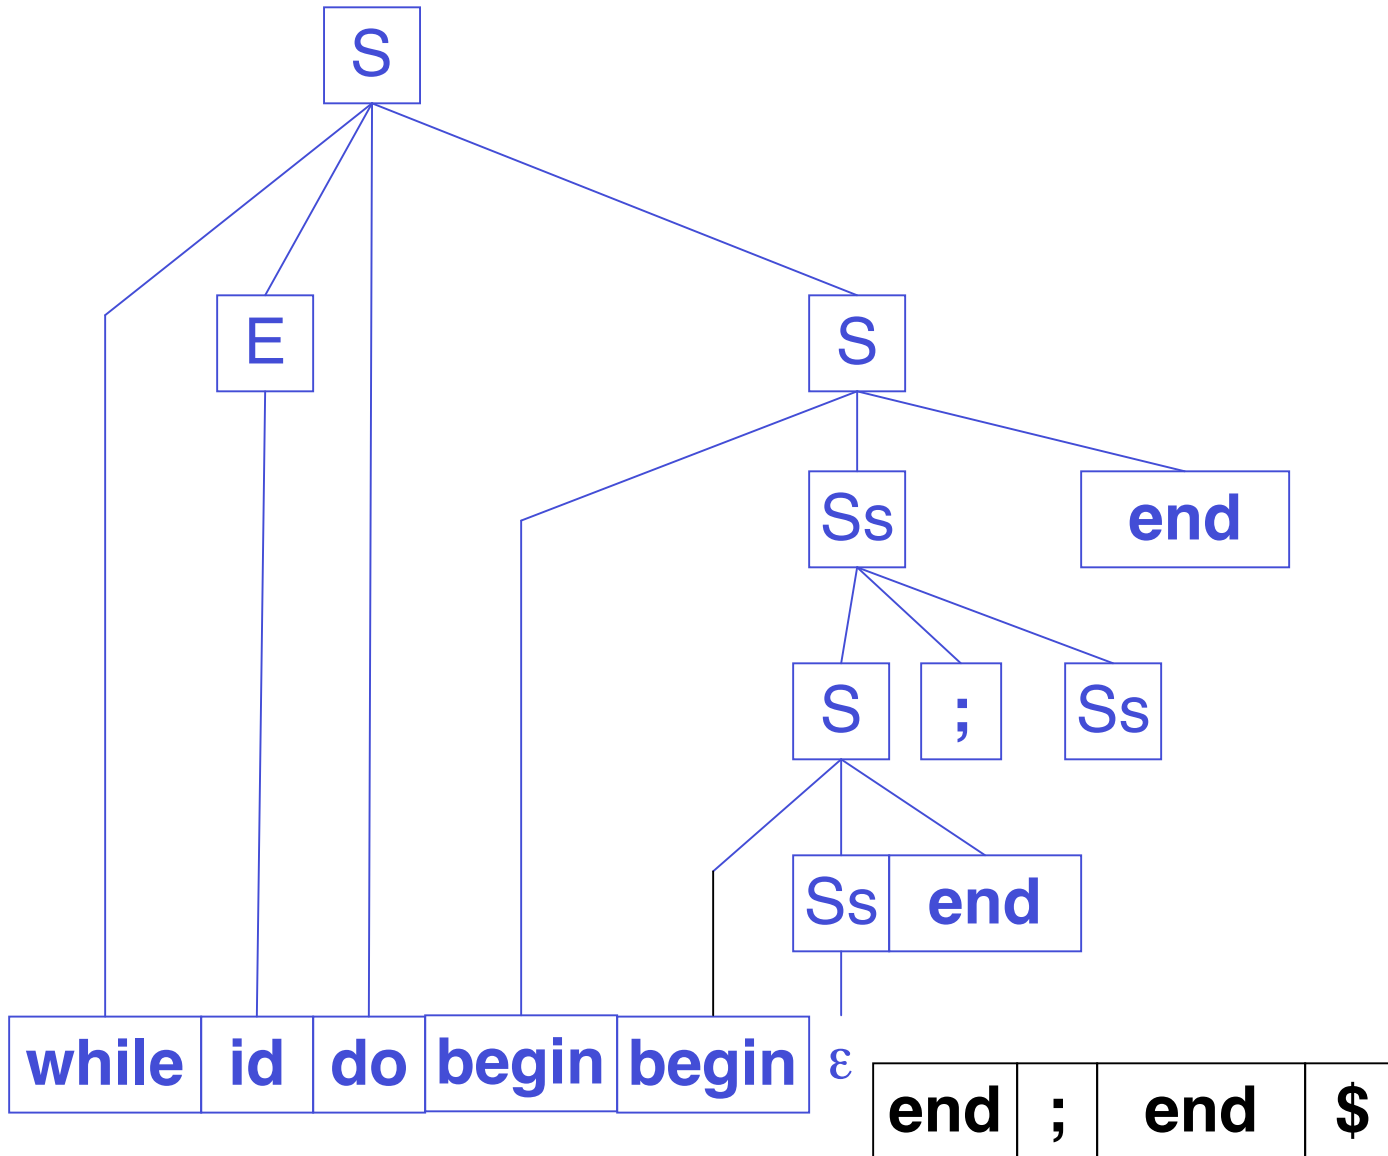 S
E S
Ss end
S ; Ss
Ss end
while id do begin begin ε
end ; end $